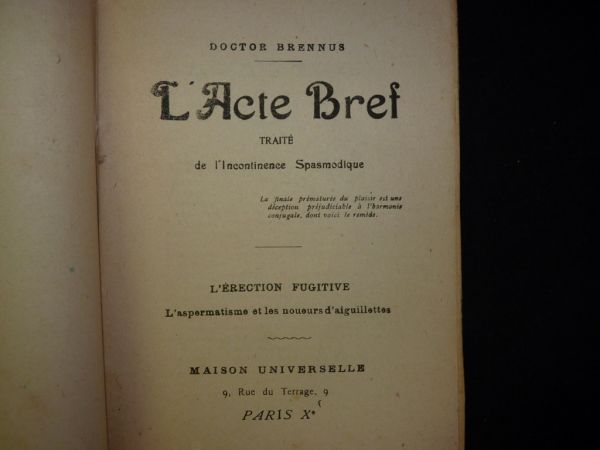 DOCTOR BRENNUS
L'Acte Bref
TRAITÉ
de l'Incontinence Spasmodique
La finale prématurée du plaisir est une
déception préjudiciable à l'harmonie
conjugale, dont voici le remède.
L'ÉRECTION FUGITIVE
L'aspermatisme et les noueurs d'aiguillettes
MAISON UNIVERSELLE
9, Rue du Terrage, 9
PARIS Xe